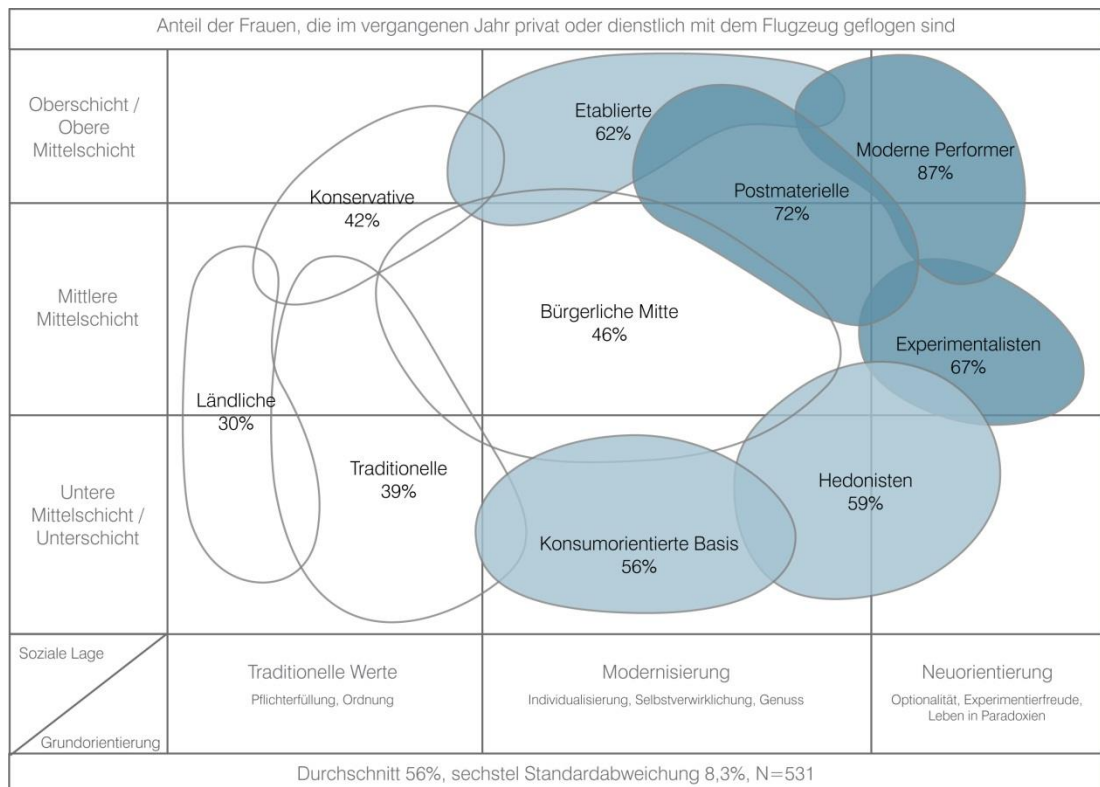 Anteil der Frauen, die im vergangenen Jahr privat oder dienstlich mit dem Flugzeug geflogen sind
Oberschicht /
Obere
Mittelschicht
Etablierte
62%
Moderne Performer
87%
Konservative
42%
Postmaterielle
72%
Mittlere
Mittelschicht
Bürgerliche Mitte
46%
Experimentalisten
67%
Ländliche
30%
Traditionelle
39%
Untere
Mittelschicht /
Unterschicht
Hedonisten
59%
Konsumorientierte Basis
56%
Soziale Lage
Grundorientierung
Traditionelle Werte
Pflichterfüllung, Ordnung
Modernisierung
Individualisierung, Selbstverwirklichung, Genuss
Neuorientierung
Optionalität, Experimentierfreude,
Leben in Paradoxien
Durchschnitt 56%, sechstel Standardabweichung 8,3%, N=531